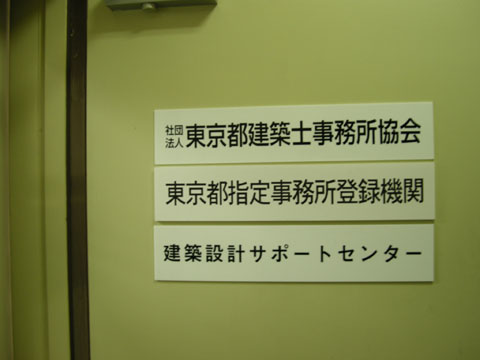 社団法人 東京都建築士事務所協会
東京都指定事務所登録機関
建築設計サポートセンター